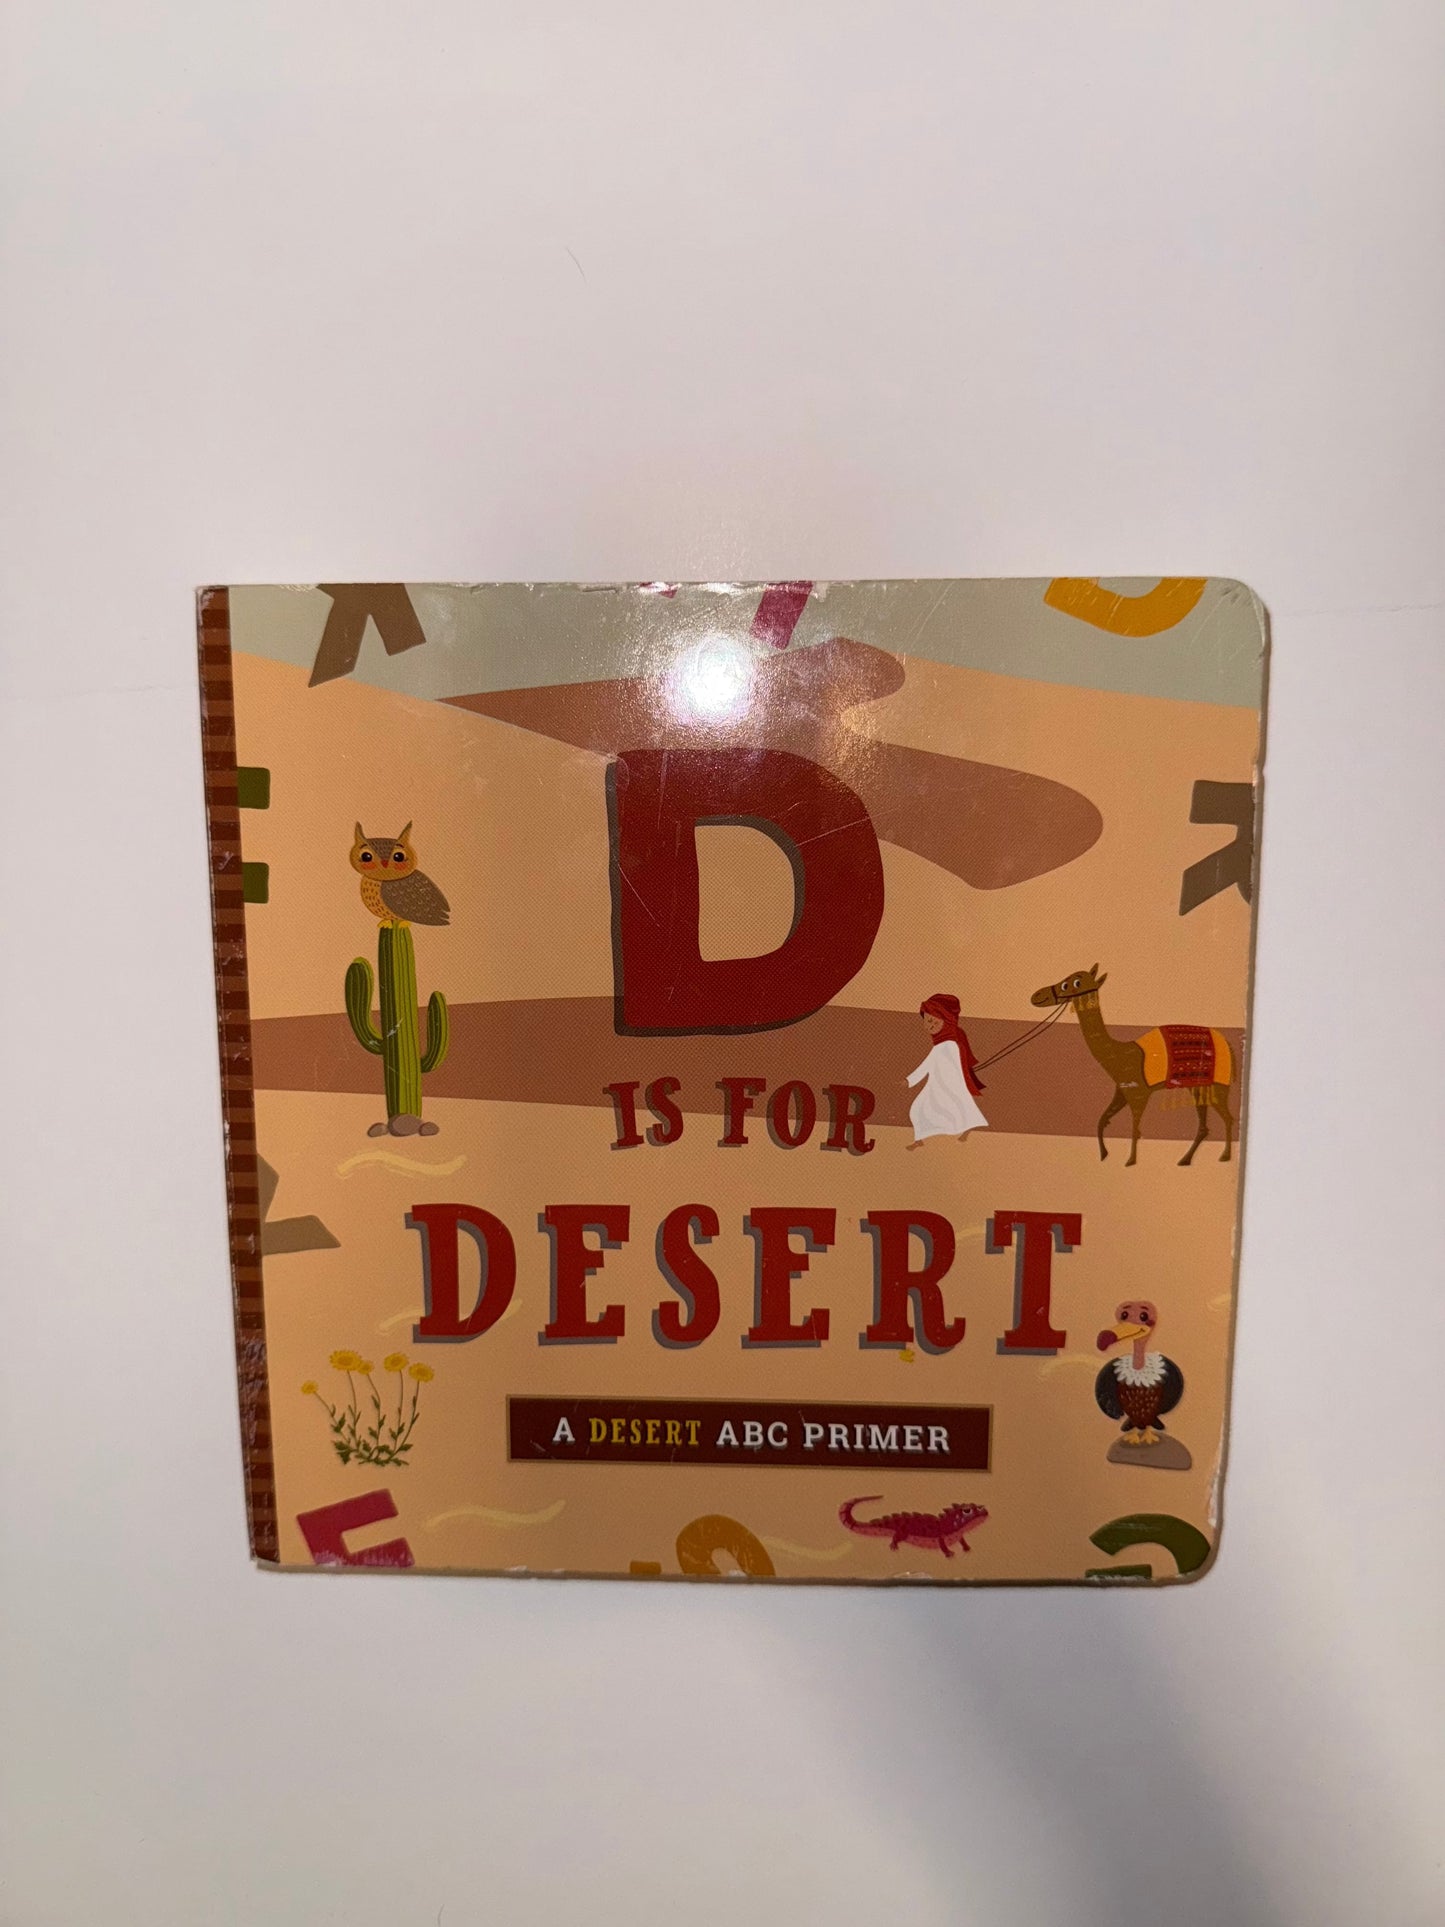 D
IS FOR
DESERT
A DESERT ABC PRIMER